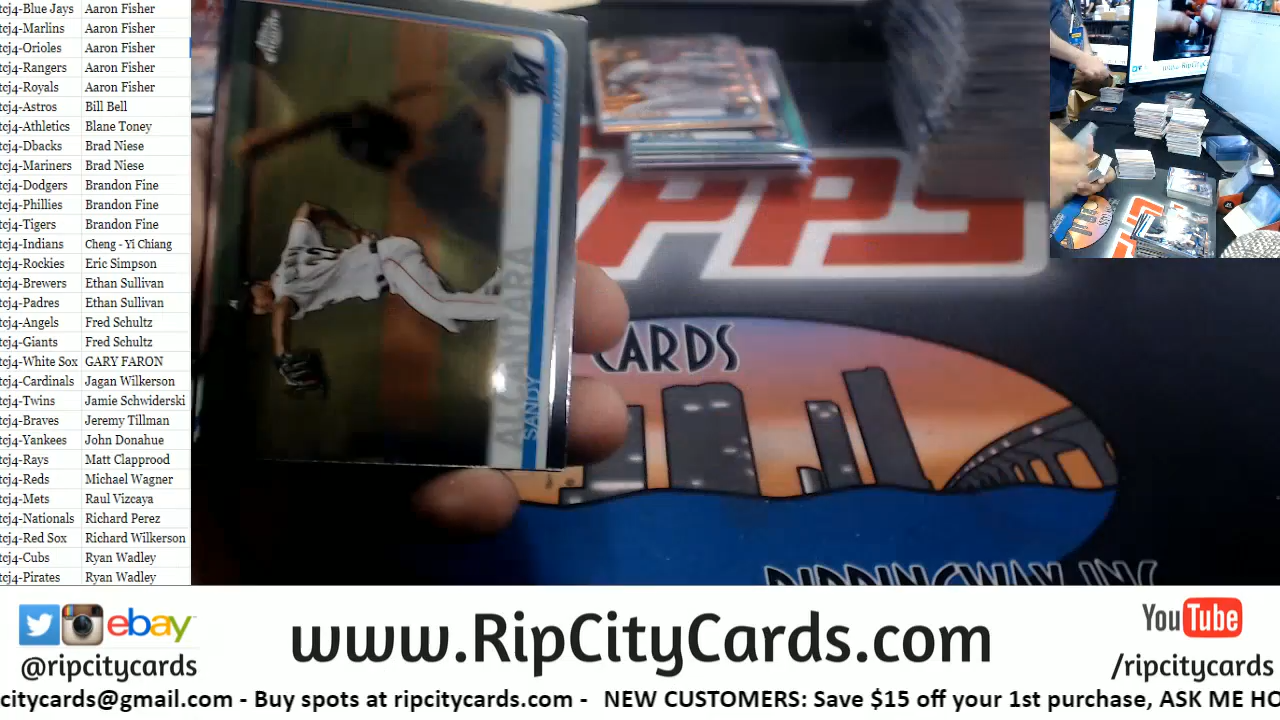 tcj4-Blue Jays Aaron Fisher
tcj4-Marlins Aaron Fisher
tcj4-Orioles Aaron Fisher
tcj4-Rangers Aaron Fisher
tcj4-Royals Aaron Fisher
tcj4-Astros Bill Bell
tcj4-Athletics Blane Toney
tcj4-Dbacks Brad Niese
tcj4-Mariners Brad Niese
tcj4-Dodgers Brandon Fine
tcj4-Phillies Brandon Fine
tcj4-Tigers Brandon Fine
tcj4-Indians Cheng - Yi Chiang
tcj4-Rockies Eric Simpson
tcj4-Brewers Ethan Sullivan
tcj4-Padres Ethan Sullivan
tcj4-Angels Fred Schultz
tcj4-Giants Fred Schultz
tcj4-White Sox GARY FARON
tcj4-Cardinals Jagan Wilkerson
tcj4-Twins Jamie Schwiderski
tcj4-Braves Jeremy Tillman
tcj4-Yankees John Donahue
tcj4-Rays Matt Clapprood
tcj4-Reds Michael Wagner
tcj4-Mets Raul Vizcaya
tcj4-Nationals Richard Perez
tcj4-Red Sox Richard Wilkerson
tcj4-Cubs Ryan Wadley
tcj4-Pirates Ryan Wadley
SANDY
ALCANTARA
CARDS
RIPPINGWAX, INC
ebay
@ripcitycards
www.RipCityCards.com
YouTube
/ripcitycards
citycards@gmail.com - Buy spots at ripcitycards.com - NEW CUSTOMERS: Save $15 off your 1st purchase, ASK ME HO